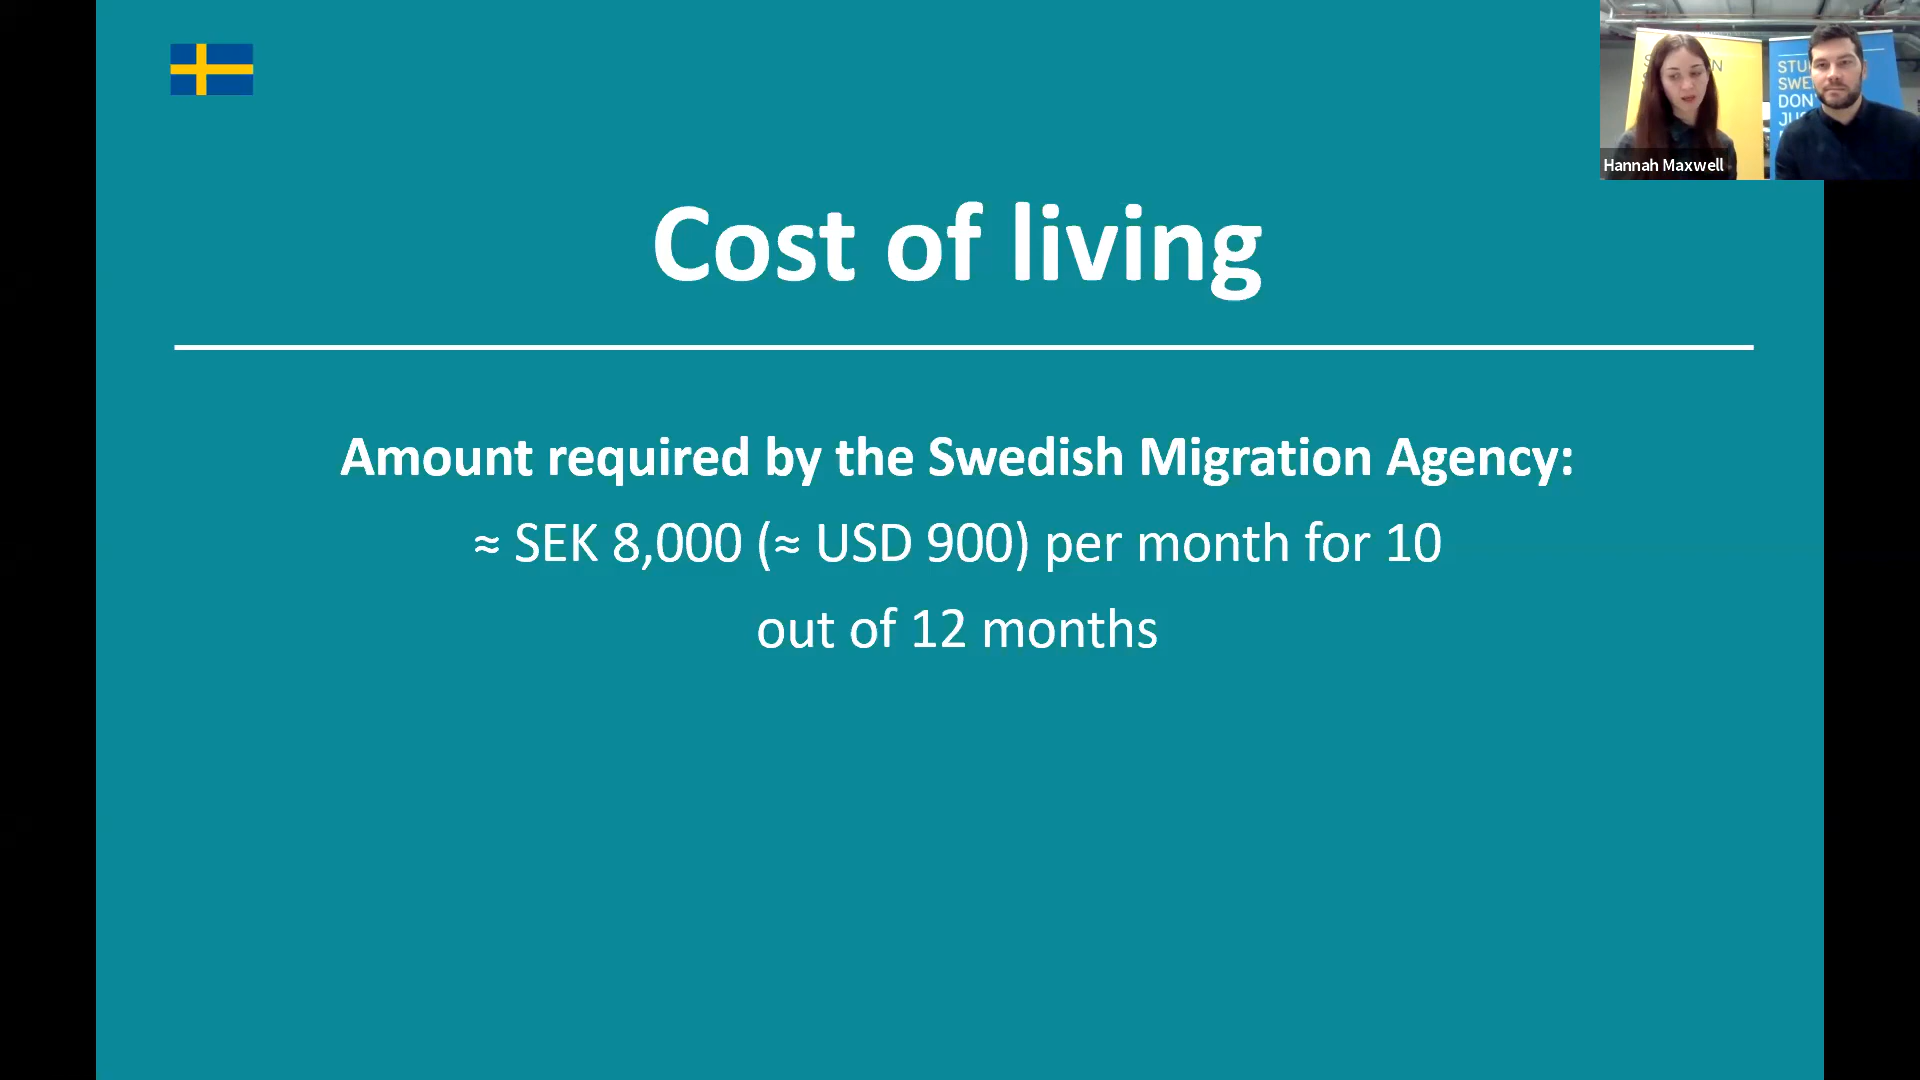 Cost of living
Amount required by the Swedish Migration Agency:
≈ SEK 8,000 (≈ USD 900) per month for 10
out of 12 months
Hannah Maxwell